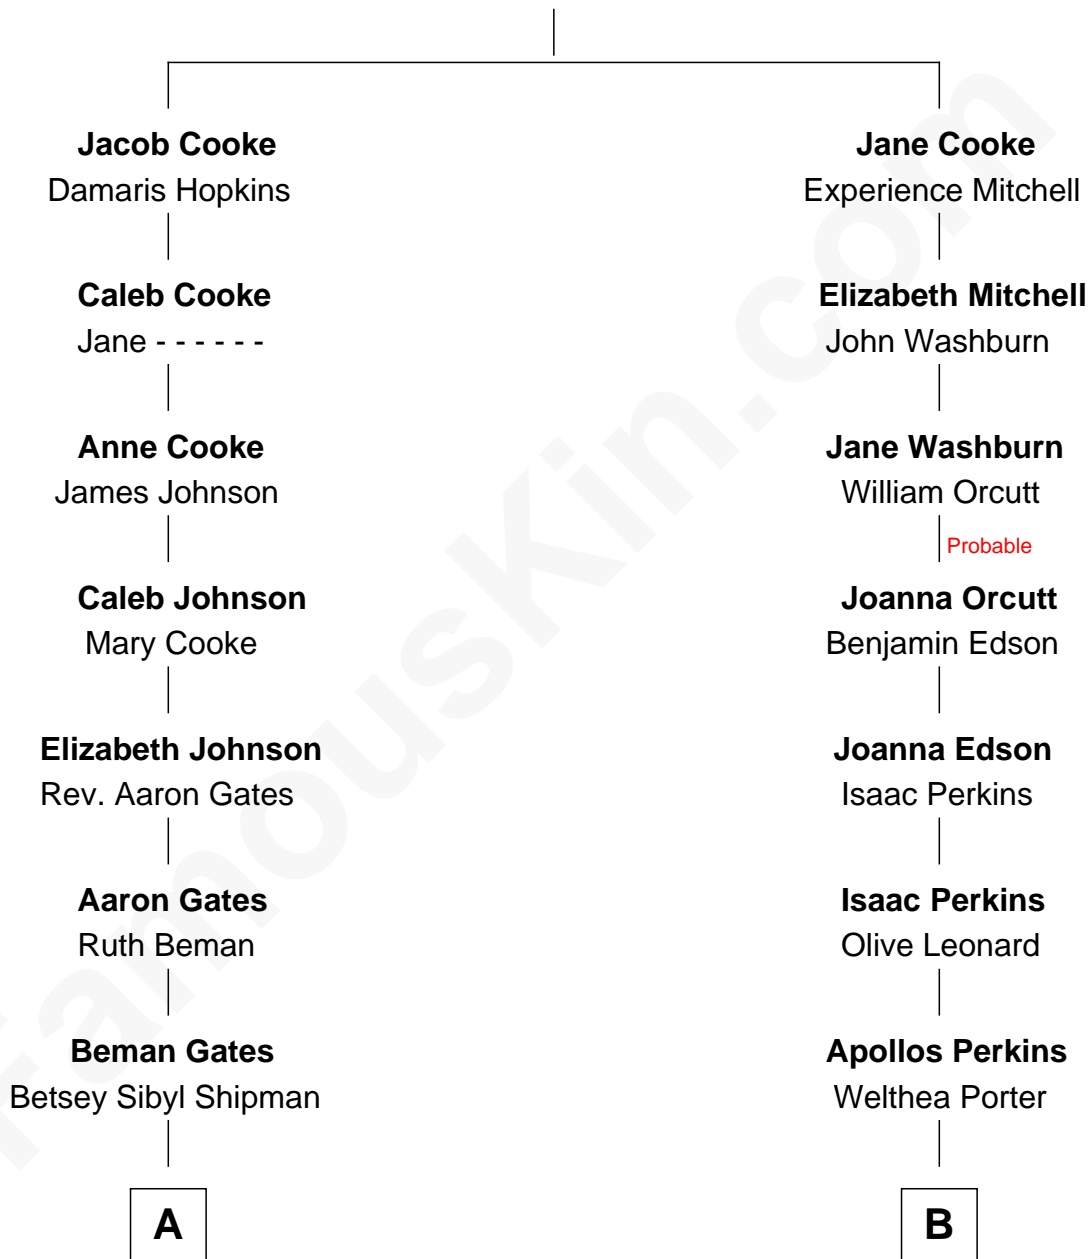 Jacob Cooke
Damaris Hopkins
Jane Cooke
Experience Mitchell
Caleb Cooke
Jane - - - - - -
Elizabeth Mitchell
John Washburn
Anne Cooke
James Johnson
Jane Washburn
William Orcutt
Probable
Caleb Johnson
Mary Cooke
Joanna Orcutt
Benjamin Edson
Elizabeth Johnson
Rev. Aaron Gates
Joanna Edson
Isaac Perkins
Aaron Gates
Ruth Beman
Isaac Perkins
Olive Leonard
Beman Gates
Betsey Sibyl Shipman
Apollos Perkins
Welthea Porter
A
B
FamousKin.com